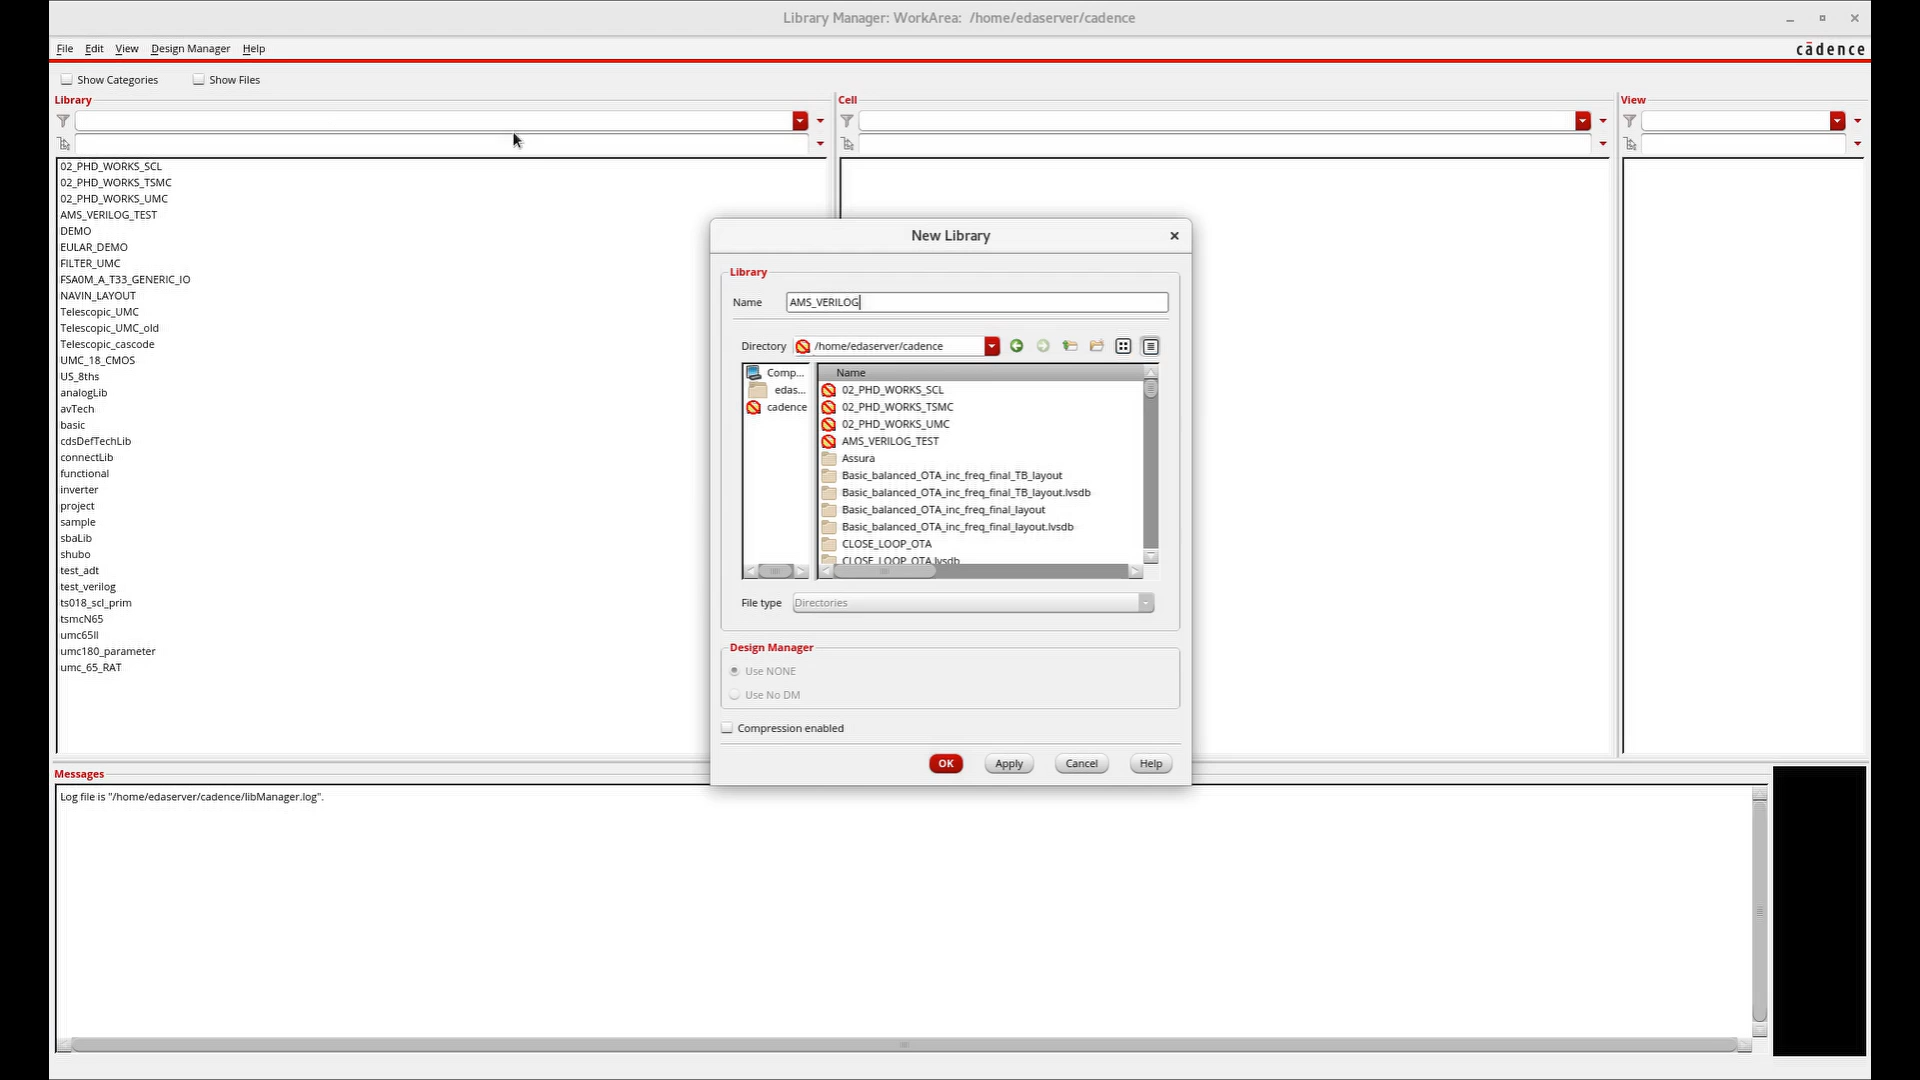 Library Manager: WorkArea: /home/edaserver/cadence
File Edit View Design Manager Help
cādence
Show Categories Show Files
Library
Cell
View
02_PHD_WORKS_SCL
02_PHD_WORKS_TSMC
02_PHD_WORKS_UMC
AMS_VERILOG_TEST
DEMO
EULAR_DEMO
FILTER_UMC
FSA0M_A_T33_GENERIC_IO
NAVIN_LAYOUT
Telescopic_UMC
Telescopic_UMC_old
Telescopic_cascode
UMC_18_CMOS
US_8ths
analogLib
avTech
basic
cdsDefTechLib
connectLib
functional
inverter
project
sample
sbaLib
shubo
test_adt
test_verilog
ts018_scl_prim
tsmcN65
umc65ll
umc180_parameter
umc_65_RAT
New Library
Library
Name AMS_VERILOG
Directory /home/edaserver/cadence
Comp...
edas...
cadence
Name
02_PHD_WORKS_SCL
02_PHD_WORKS_TSMC
02_PHD_WORKS_UMC
AMS_VERILOG_TEST
Assura
Basic_balanced_OTA_inc_freq_final_TB_layout
Basic_balanced_OTA_inc_freq_final_TB_layout.lvsdb
Basic_balanced_OTA_inc_freq_final_layout
Basic_balanced_OTA_inc_freq_final_layout.lvsdb
CLOSE_LOOP_OTA
CLOSE_LOOP_OTA.lvsdb
File type Directories
Design Manager
Use NONE
Use No DM
Compression enabled
OK Apply Cancel Help
Messages
Log file is "/home/edaserver/cadence/libManager.log".